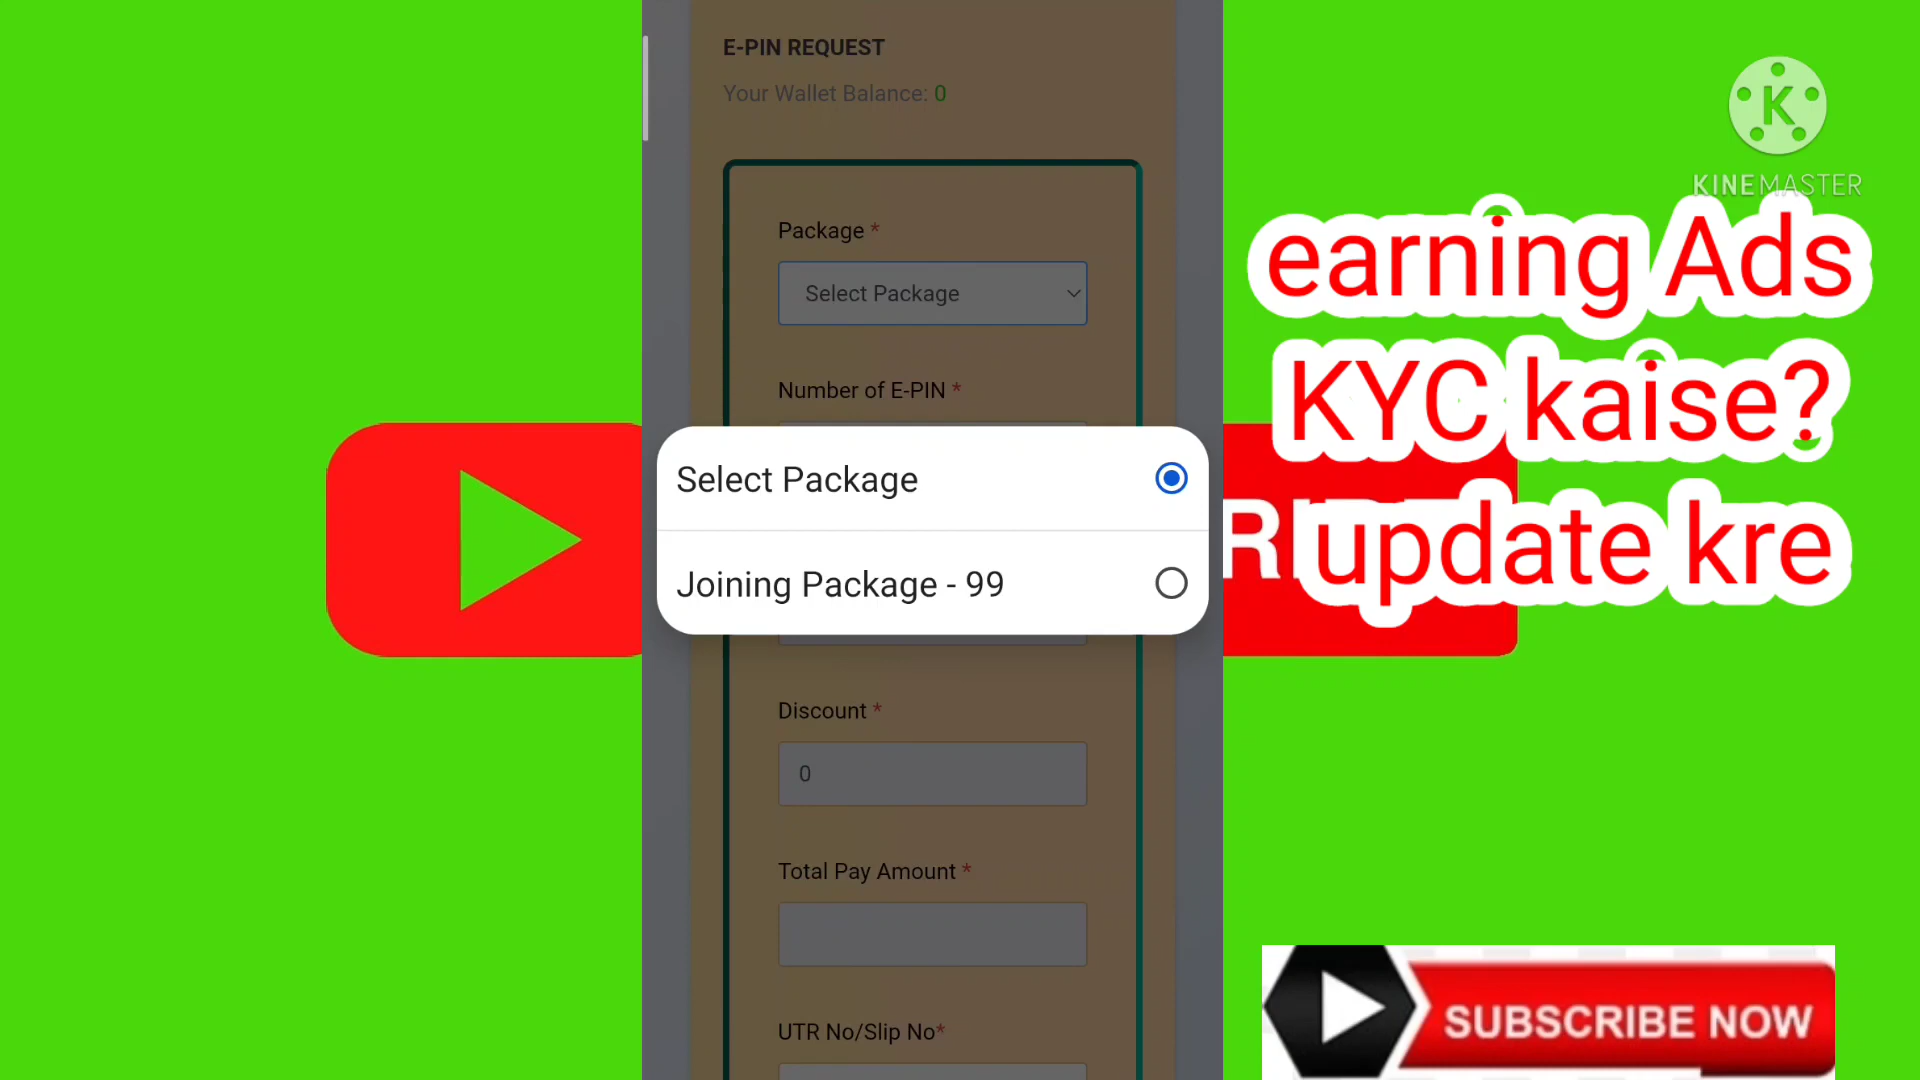 E-PIN REQUEST
Your Wallet Balance: 0
Package *
Select Package
Number of E-PIN *
Select Package
Joining Package - 99
Discount *
0
Total Pay Amount *
UTR No/Slip No*
K
KINEMASTER
earning Ads
KYC kaise?
update kre
SUBSCRIBE NOW